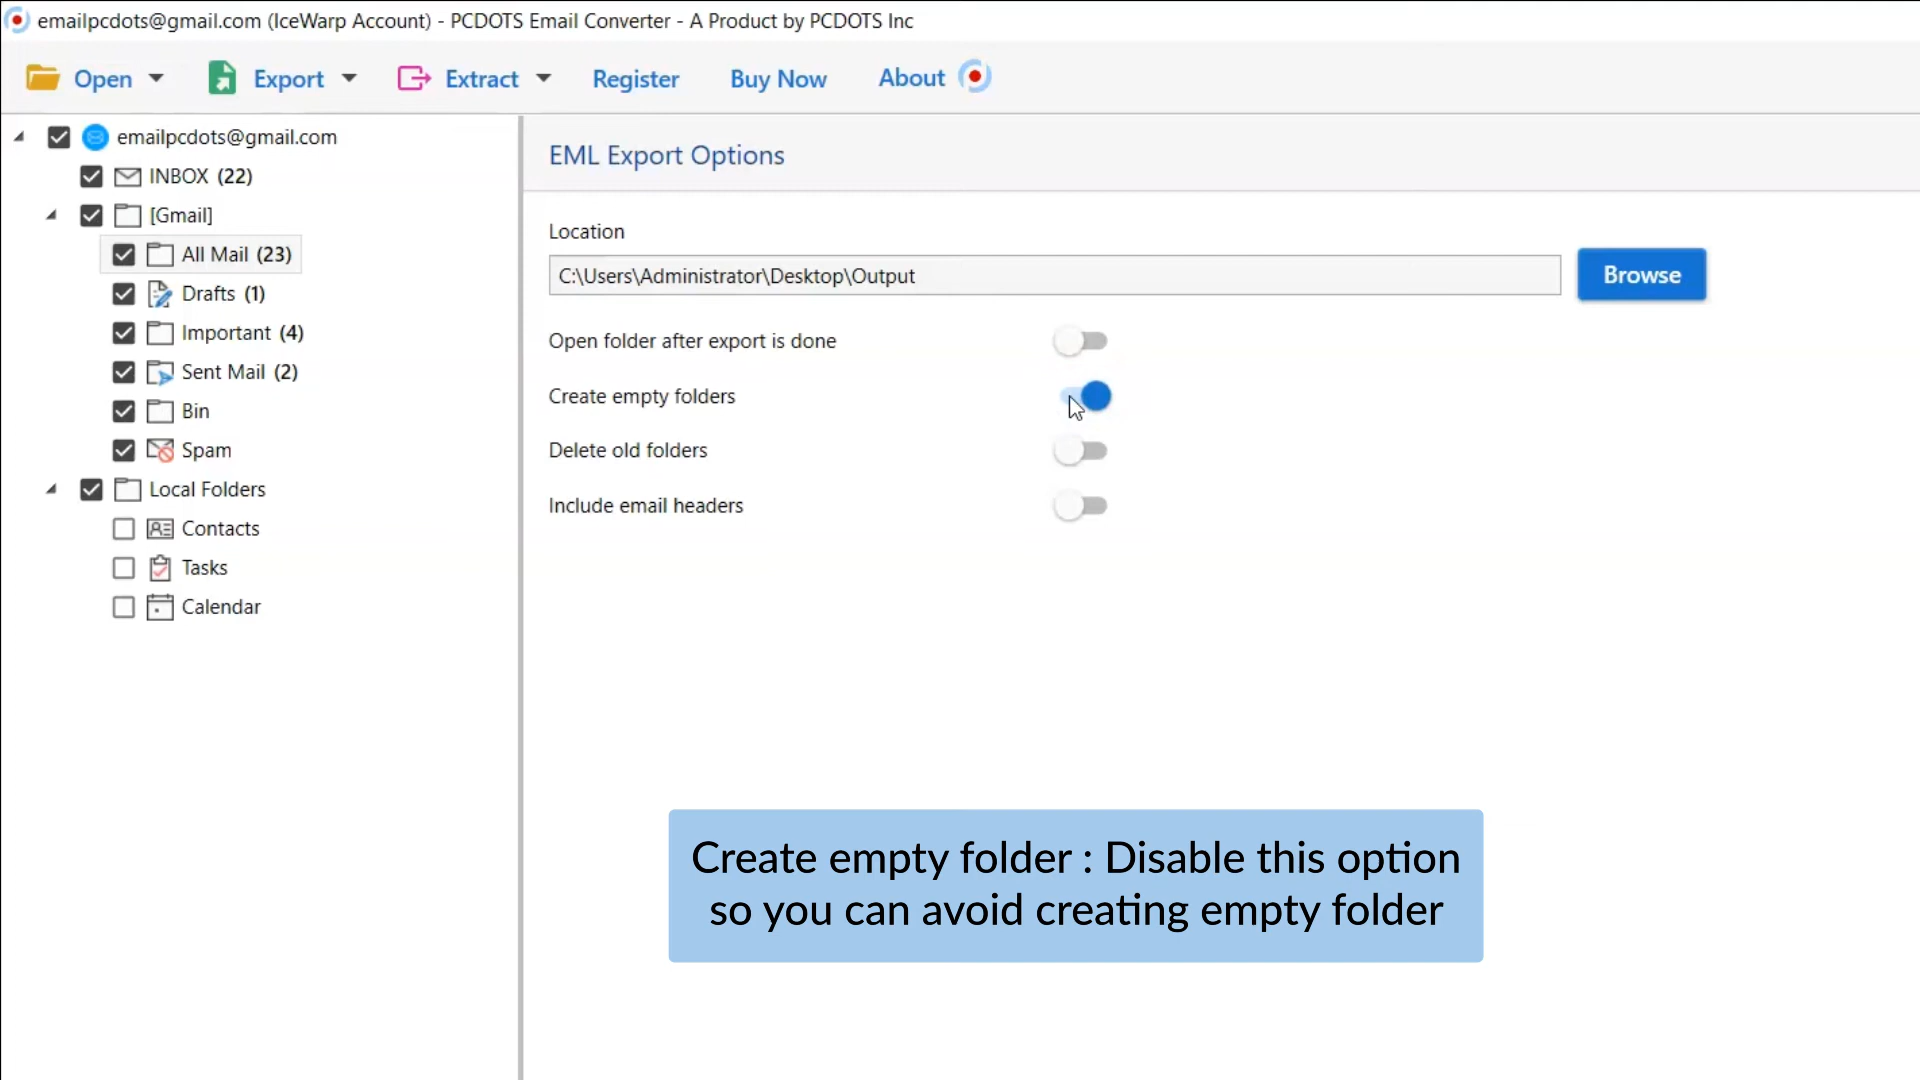 emailpcdots@gmail.com (IceWarp Account) - PCDOTS Email Converter - A Product by PCDOTS Inc
Open Export Extract Register Buy Now About
emailpcdots@gmail.com
INBOX (22)
[Gmail]
All Mail (23)
Drafts (1)
Important (4)
Sent Mail (2)
Bin
Spam
Local Folders
Contacts
Tasks
Calendar
EML Export Options
Location
C:\Users\Administrator\Desktop\Output Browse
Open folder after export is done
Create empty folders
Delete old folders
Include email headers
Create empty folder : Disable this option
so you can avoid creating empty folder